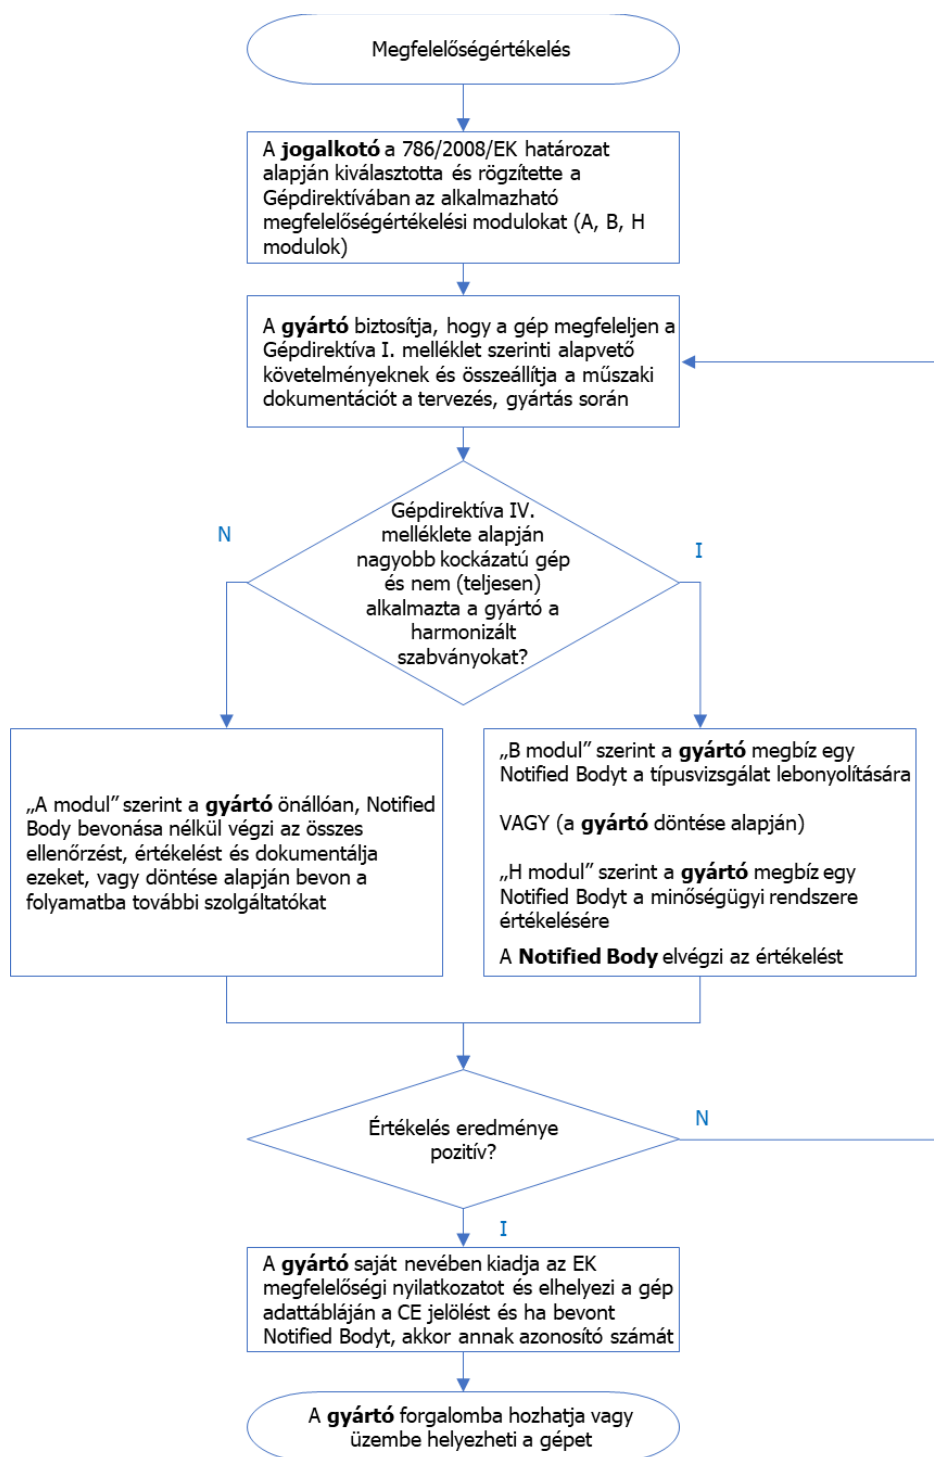 Megfelelőségértékelés
A jogalkotó a 786/2008/EK határozat
alapján kiválasztotta és rögzítette a
Gépdirektívában az alkalmazható
megfelelőségértékelési modulokat (A, B, H
modulok)
A gyártó biztosítja, hogy a gép megfeleljen a
Gépdirektíva I. melléklet szerinti alapvető
követelményeknek és összeállítja a műszaki
dokumentációt a tervezés, gyártás során
Gépdirektíva IV.
melléklete alapján
nagyobb kockázatú gép
és nem (teljesen)
alkalmazta a gyártó a
harmonizált
szabványokat?
N
I
„A modul” szerint a gyártó önállóan, Notified
Body bevonása nélkül végzi az összes
ellenőrzést, értékelést és dokumentálja
ezeket, vagy döntése alapján bevon a
folyamatba további szolgáltatókat
„B modul” szerint a gyártó megbíz egy
Notified Bodyt a típusvizsgálat lebonyolítására
VAGY (a gyártó döntése alapján)
„H modul” szerint a gyártó megbíz egy
Notified Bodyt a minőségügyi rendszere
értékelésére
A Notified Body elvégzi az értékelést
Értékelés eredménye
pozitív?
N
I
A gyártó saját nevében kiadja az EK
megfelelőségi nyilatkozatot és elhelyezi a gép
adattábláján a CE jelölést és ha bevont
Notified Bodyt, akkor annak azonosító számát
A gyártó forgalomba hozhatja vagy
üzembe helyezheti a gépet